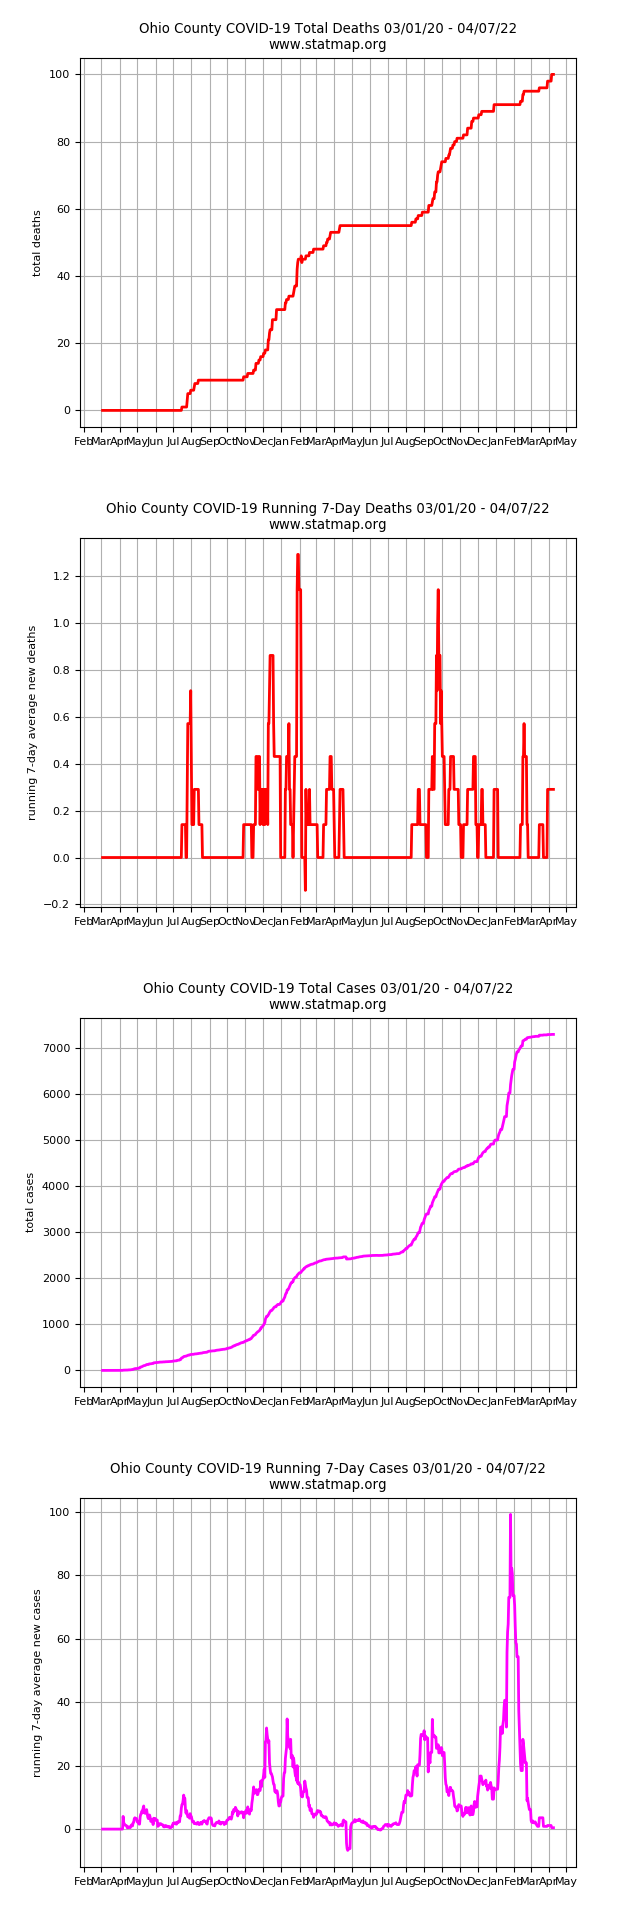 Ohio County COVID-19 Total Deaths 03/01/20 - 04/07/22
www.statmap.org
100
80
60
40
20
0
total deaths
Feb Mar Apr May Jun Jul Aug Sep Oct Nov Dec Jan Feb Mar Apr May Jun Jul Aug Sep Oct Nov Dec Jan Feb Mar Apr May
Ohio County COVID-19 Running 7-Day Deaths 03/01/20 - 04/07/22
www.statmap.org
1.2
1.0
0.8
0.6
0.4
0.2
0.0
−0.2
running 7-day average new deaths
Feb Mar Apr May Jun Jul Aug Sep Oct Nov Dec Jan Feb Mar Apr May Jun Jul Aug Sep Oct Nov Dec Jan Feb Mar Apr May
Ohio County COVID-19 Total Cases 03/01/20 - 04/07/22
www.statmap.org
7000
6000
5000
4000
3000
2000
1000
0
total cases
Feb Mar Apr May Jun Jul Aug Sep Oct Nov Dec Jan Feb Mar Apr May Jun Jul Aug Sep Oct Nov Dec Jan Feb Mar Apr May
Ohio County COVID-19 Running 7-Day Cases 03/01/20 - 04/07/22
www.statmap.org
100
80
60
40
20
0
running 7-day average new cases
Feb Mar Apr May Jun Jul Aug Sep Oct Nov Dec Jan Feb Mar Apr May Jun Jul Aug Sep Oct Nov Dec Jan Feb Mar Apr May